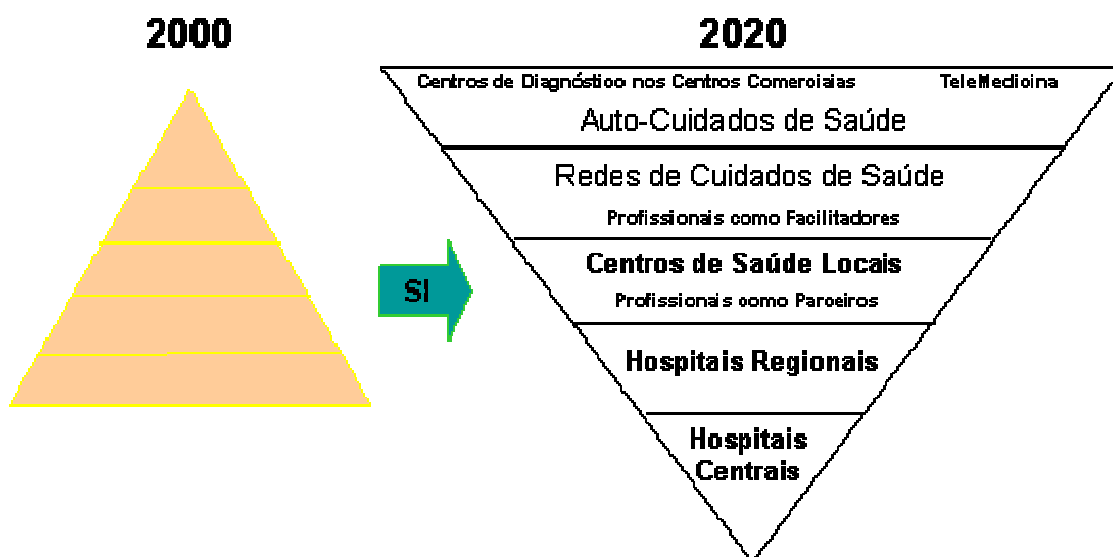 2000
2020
Centros de Diagnóstico nos Centros Comerciaias TeleMedicina
Auto-Cuidados de Saúde
Redes de Cuidados de Saúde
Profissionais como Facilitadores
SI
Centros de Saúde Locais
Profissionais como Parceiros
Hospitais Regionais
Hospitais
Centrais